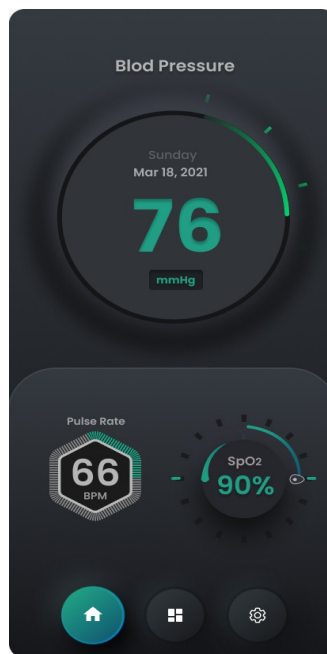 Blod Pressure
Sunday
Mar 18, 2021
76
mmHg
Pulse Rate
66
BPM
SpO2
90%